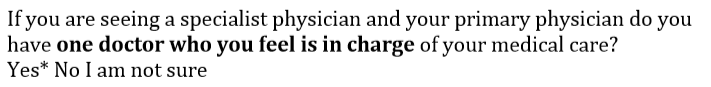 If you are seeing a specialist physician and your primary physician do you
have one doctor who you feel is in charge of your medical care?
Yes* No I am not sure